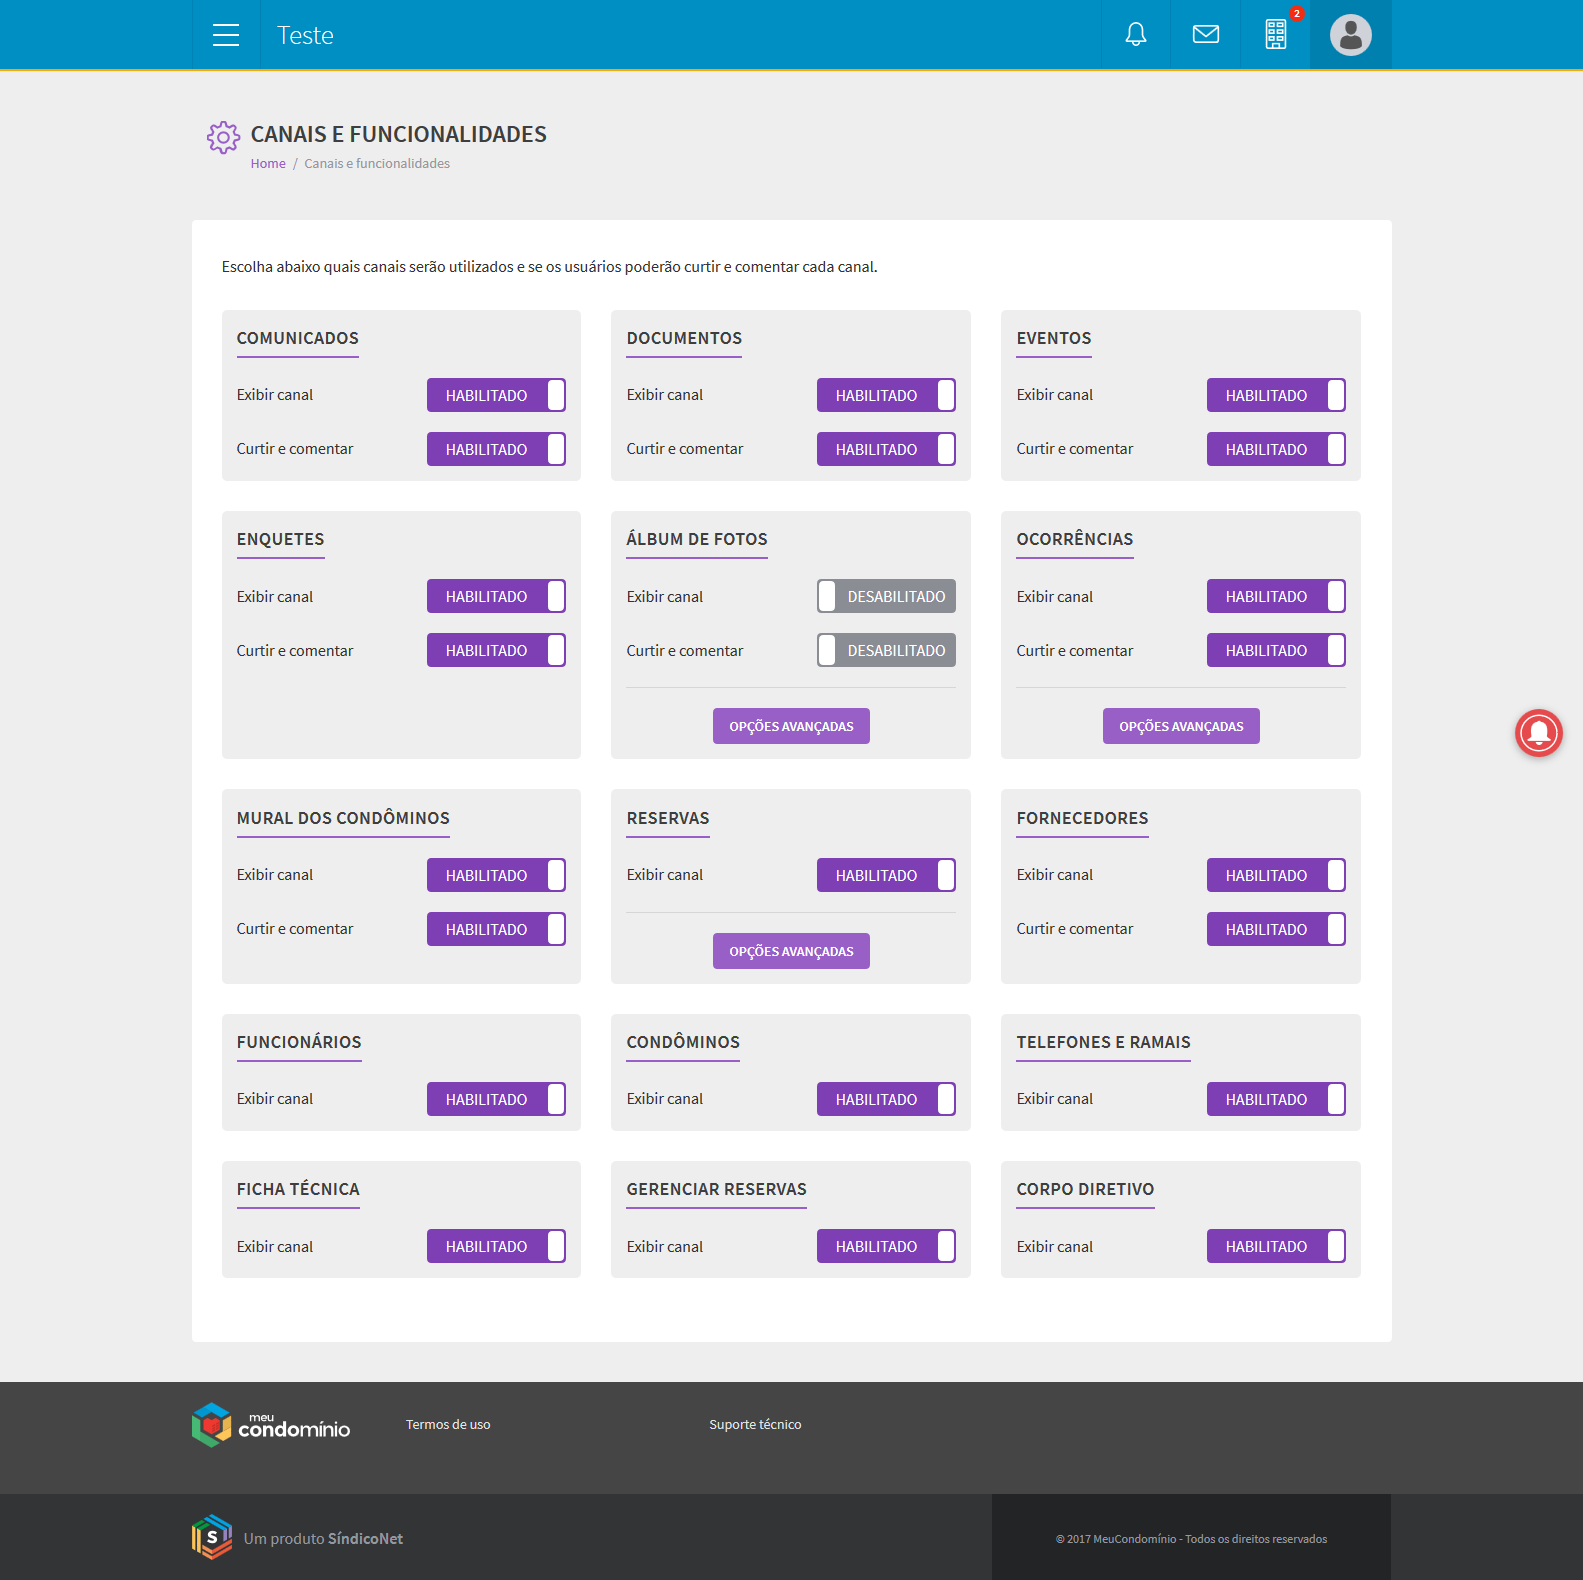 Teste
2
CANAIS E FUNCIONALIDADES
Home / Canais e funcionalidades
Escolha abaixo quais canais serão utilizados e se os usuários poderão curtir e comentar cada canal.
COMUNICADOS
Exibir canal HABILITADO
Curtir e comentar HABILITADO
DOCUMENTOS
Exibir canal HABILITADO
Curtir e comentar HABILITADO
EVENTOS
Exibir canal HABILITADO
Curtir e comentar HABILITADO
ENQUETES
Exibir canal HABILITADO
Curtir e comentar HABILITADO
ÁLBUM DE FOTOS
Exibir canal DESABILITADO
Curtir e comentar DESABILITADO
OPÇÕES AVANÇADAS
OCORRÊNCIAS
Exibir canal HABILITADO
Curtir e comentar HABILITADO
OPÇÕES AVANÇADAS
MURAL DOS CONDÔMINOS
Exibir canal HABILITADO
Curtir e comentar HABILITADO
RESERVAS
Exibir canal HABILITADO
OPÇÕES AVANÇADAS
FORNECEDORES
Exibir canal HABILITADO
Curtir e comentar HABILITADO
FUNCIONÁRIOS
Exibir canal HABILITADO
CONDÔMINOS
Exibir canal HABILITADO
TELEFONES E RAMAIS
Exibir canal HABILITADO
FICHA TÉCNICA
Exibir canal HABILITADO
GERENCIAR RESERVAS
Exibir canal HABILITADO
CORPO DIRETIVO
Exibir canal HABILITADO
meu
condomínio
Termos de uso
Suporte técnico
S
Um produto SíndicoNet
© 2017 MeuCondomínio - Todos os direitos reservados